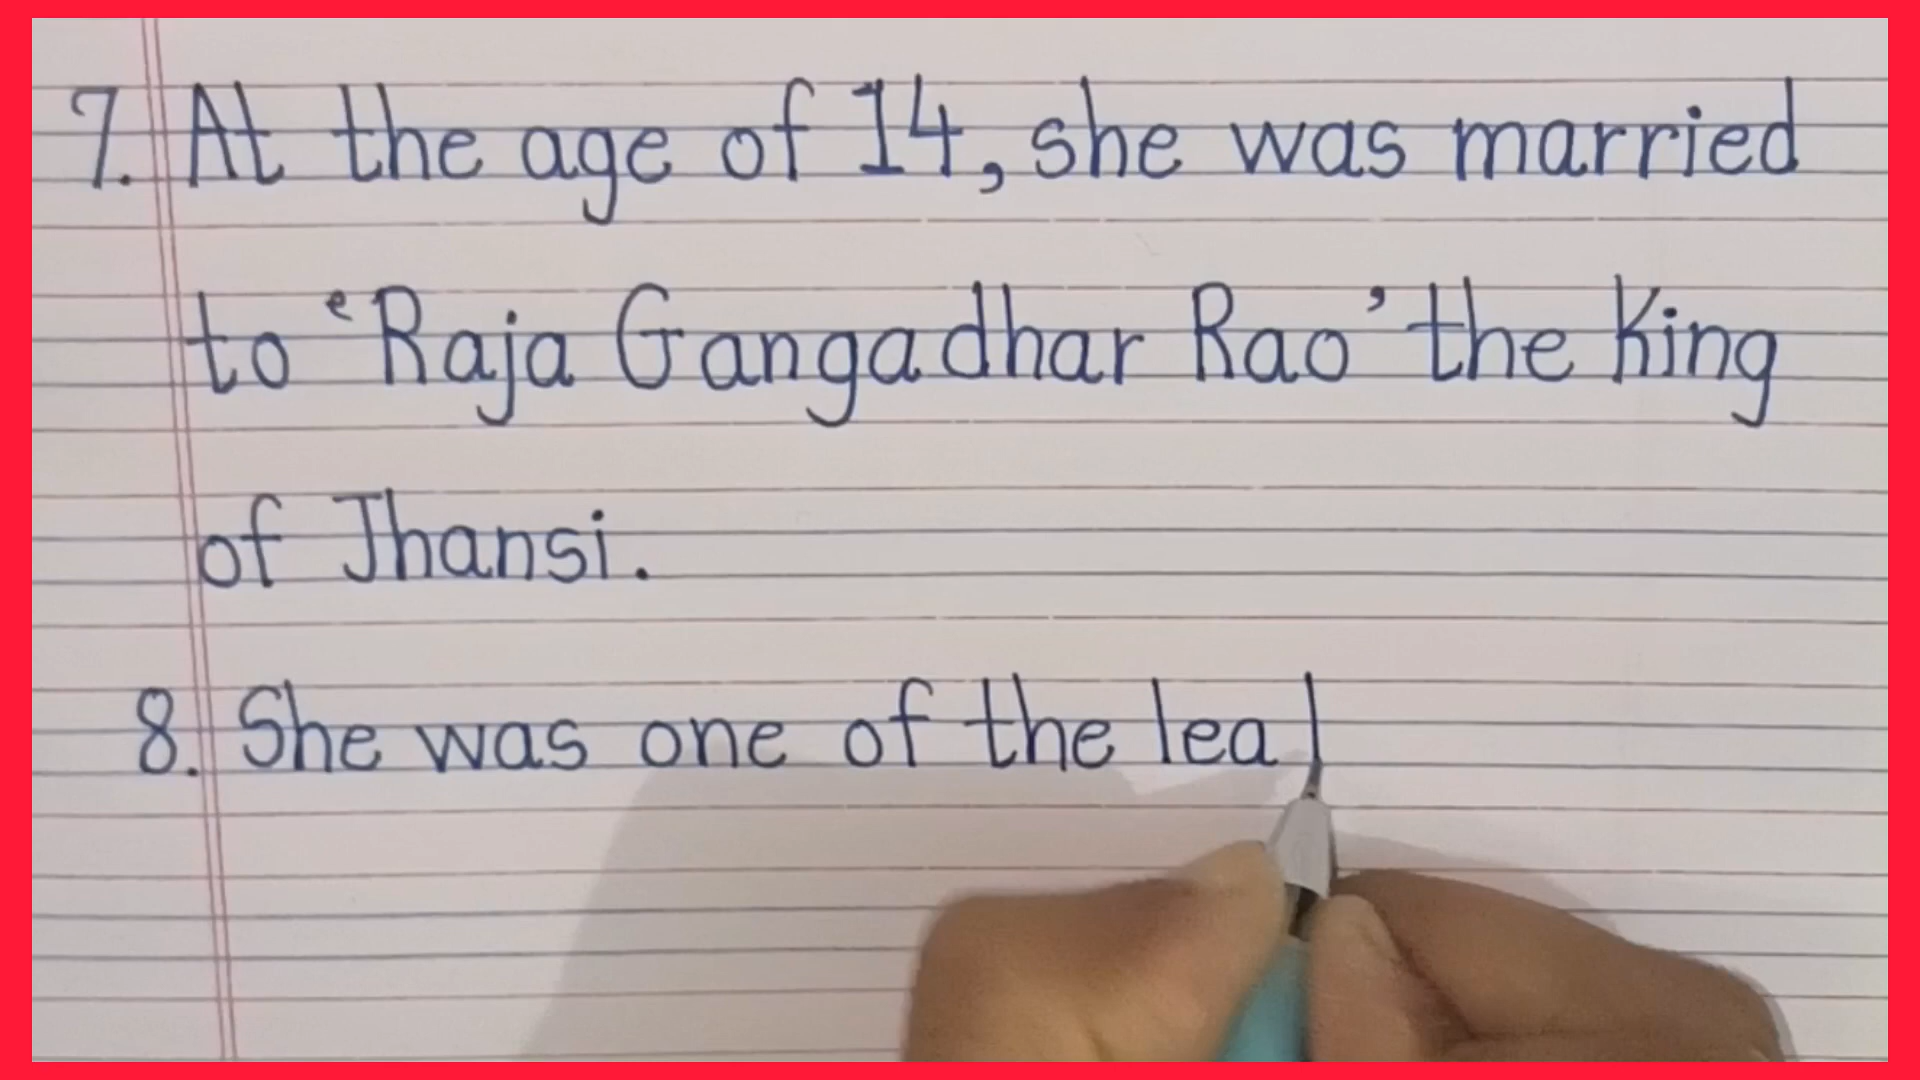 7. At the age of 14, she was married
to 'Raja Gangadhar Rao' the King
of Jhansi.
8. She was one of the lea